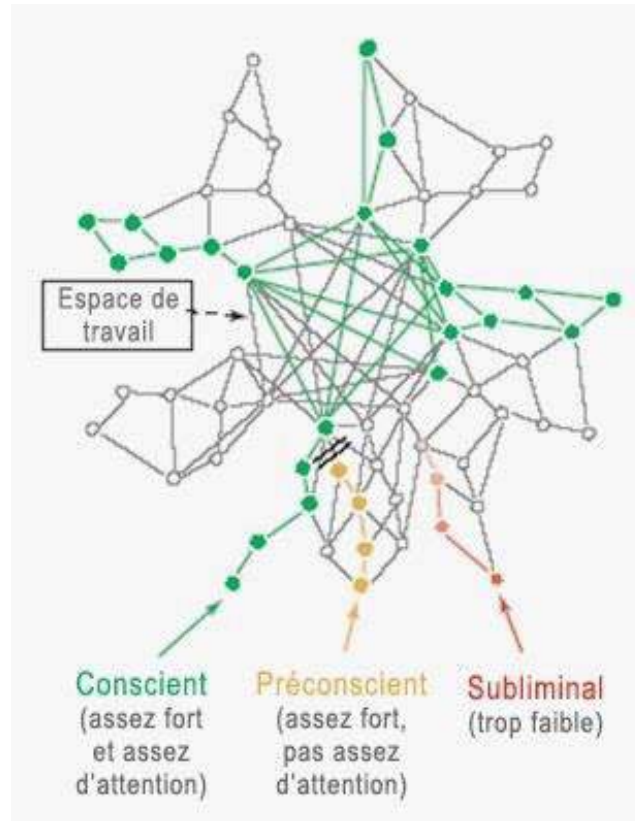 Espace de
travail
Conscient
(assez fort
et assez
d'attention)
Préconscient
(assez fort,
pas assez
d'attention)
Subliminal
(trop faible)